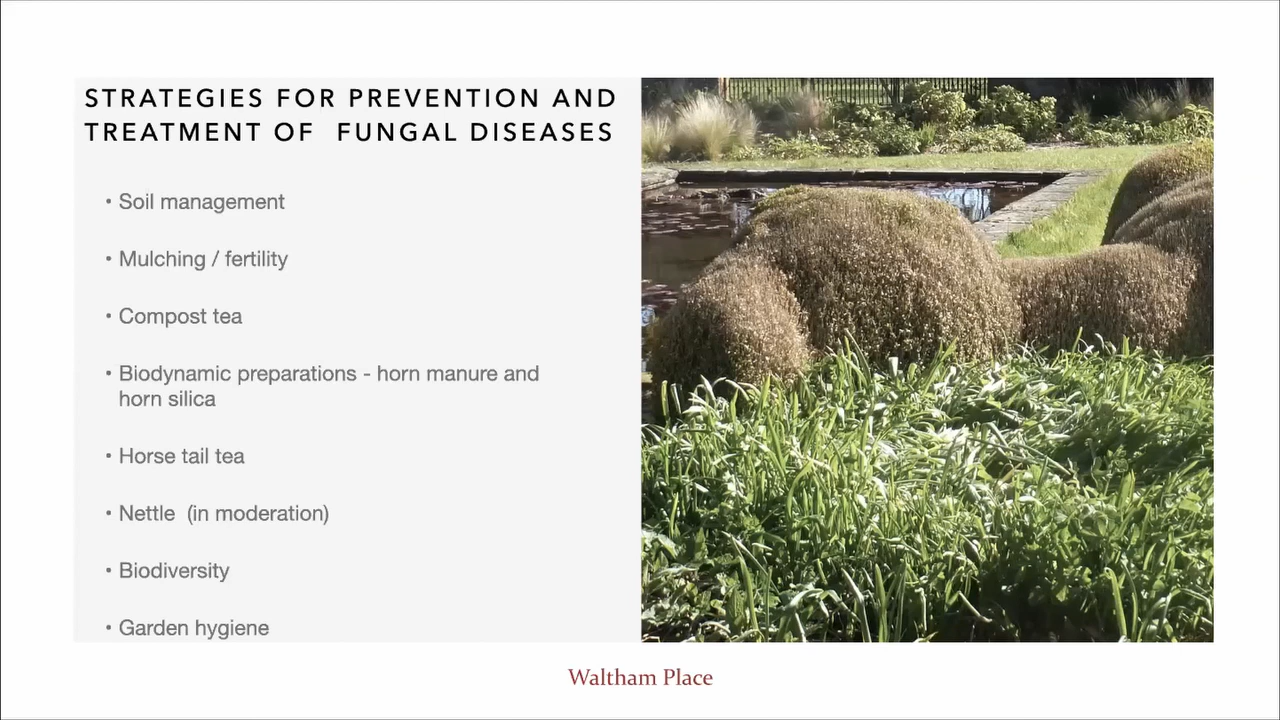 STRATEGIES FOR PREVENTION AND
TREATMENT OF FUNGAL DISEASES
• Soil management
• Mulching / fertility
• Compost tea
• Biodynamic preparations - horn manure and
horn silica
• Horse tail tea
• Nettle (in moderation)
• Biodiversity
• Garden hygiene
Waltham Place